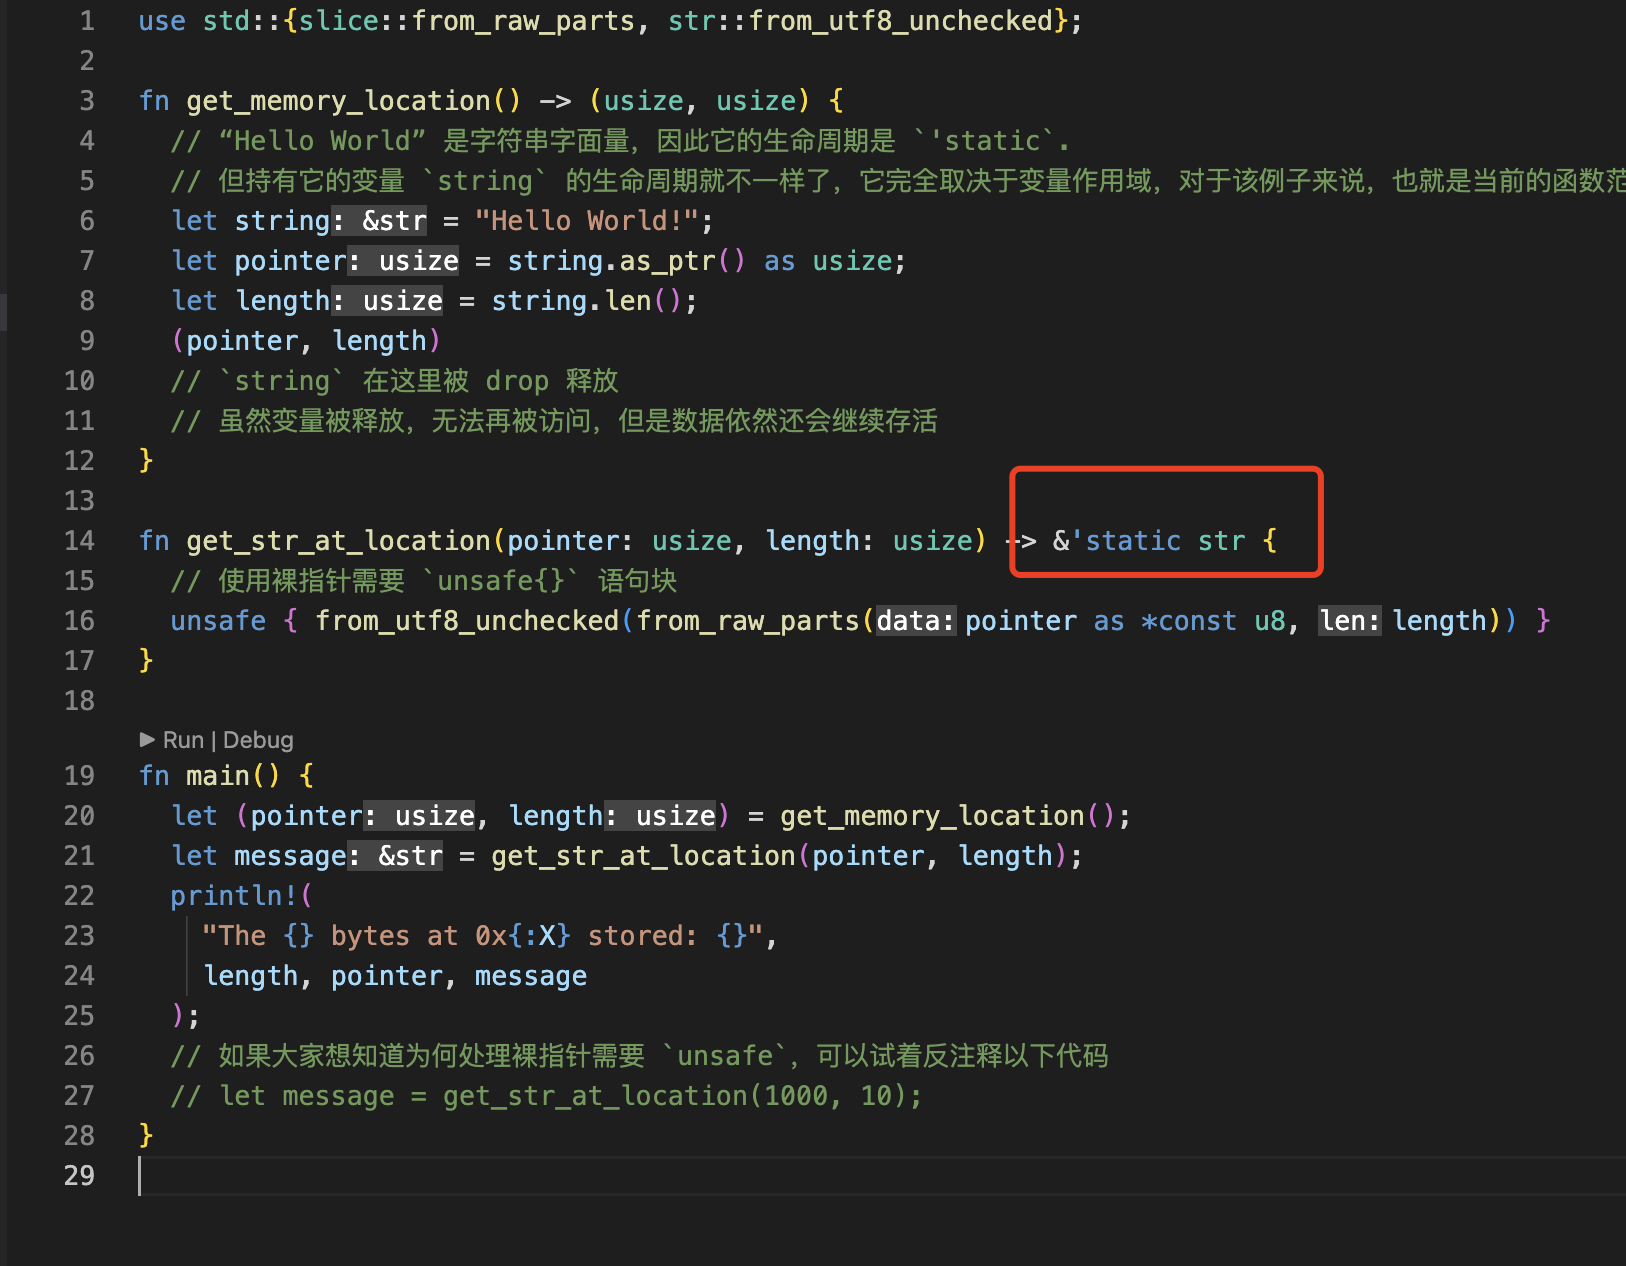 1 use std::{slice::from_raw_parts, str::from_utf8_unchecked};
2
3 fn get_memory_location() -> (usize, usize) {
4 // “Hello World” 是字符串字面量，因此它的生命周期是 `'static`.
5 // 但持有它的变量 `string` 的生命周期就不一样了，它完全取决于变量作用域，对于该例子来说，也就是当前的函数范
6 let string: &str = "Hello World!";
7 let pointer: usize = string.as_ptr() as usize;
8 let length: usize = string.len();
9 (pointer, length)
10 // `string` 在这里被 drop 释放
11 // 虽然变量被释放，无法再被访问，但是数据依然还会继续存活
12 }
13
14 fn get_str_at_location(pointer: usize, length: usize) -> &'static str {
15 // 使用裸指针需要 `unsafe{}` 语句块
16 unsafe { from_utf8_unchecked(from_raw_parts(data: pointer as *const u8, len: length)) }
17 }
18
▶ Run | Debug
19 fn main() {
20 let (pointer: usize, length: usize) = get_memory_location();
21 let message: &str = get_str_at_location(pointer, length);
22 println!(
23 "The {} bytes at 0x{:X} stored: {}",
24 length, pointer, message
25 );
26 // 如果大家想知道为何处理裸指针需要 `unsafe`，可以试着反注释以下代码
27 // let message = get_str_at_location(1000, 10);
28 }
29